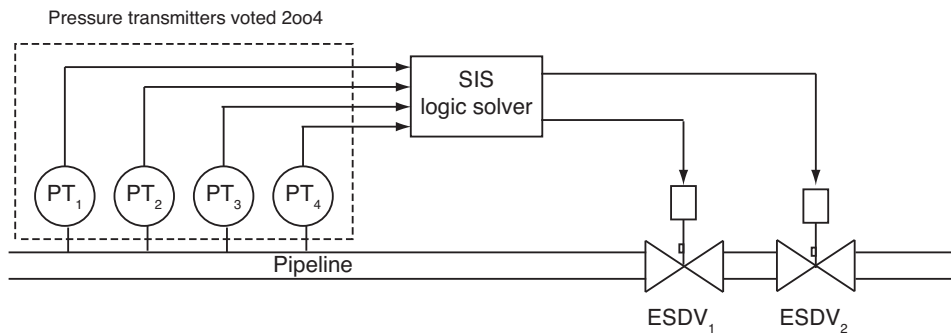 Pressure transmitters voted 2oo4
SIS
logic solver
PT₁
PT₂
PT₃
PT₄
Pipeline
ESDV₁
ESDV₂